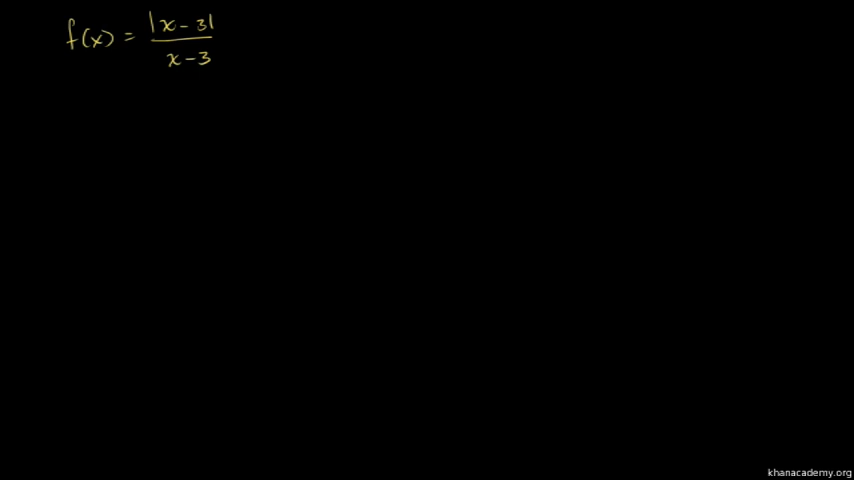 f(x) = |x - 3| / x - 3
khanacademy.org